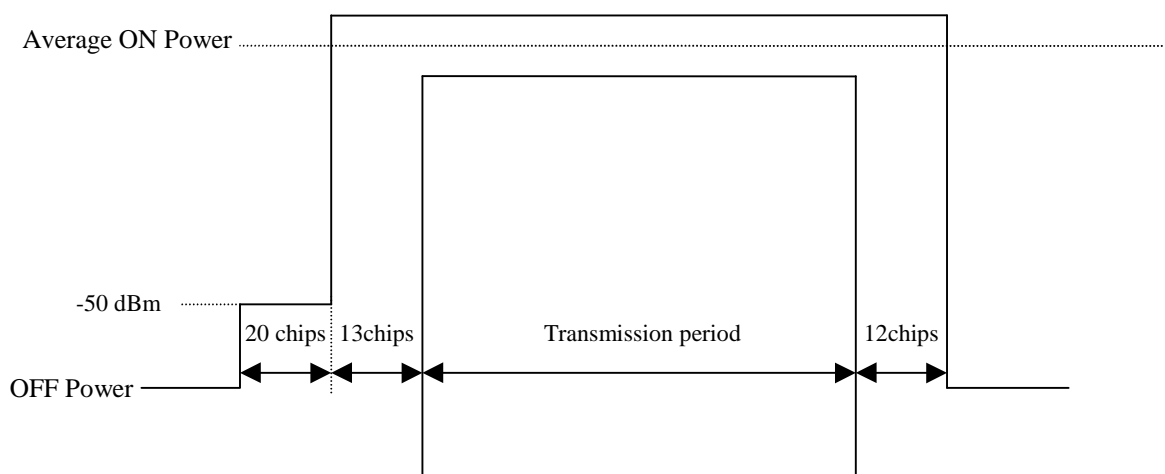 Average ON Power
-50 dBm
20 chips
13chips
Transmission period
12chips
OFF Power